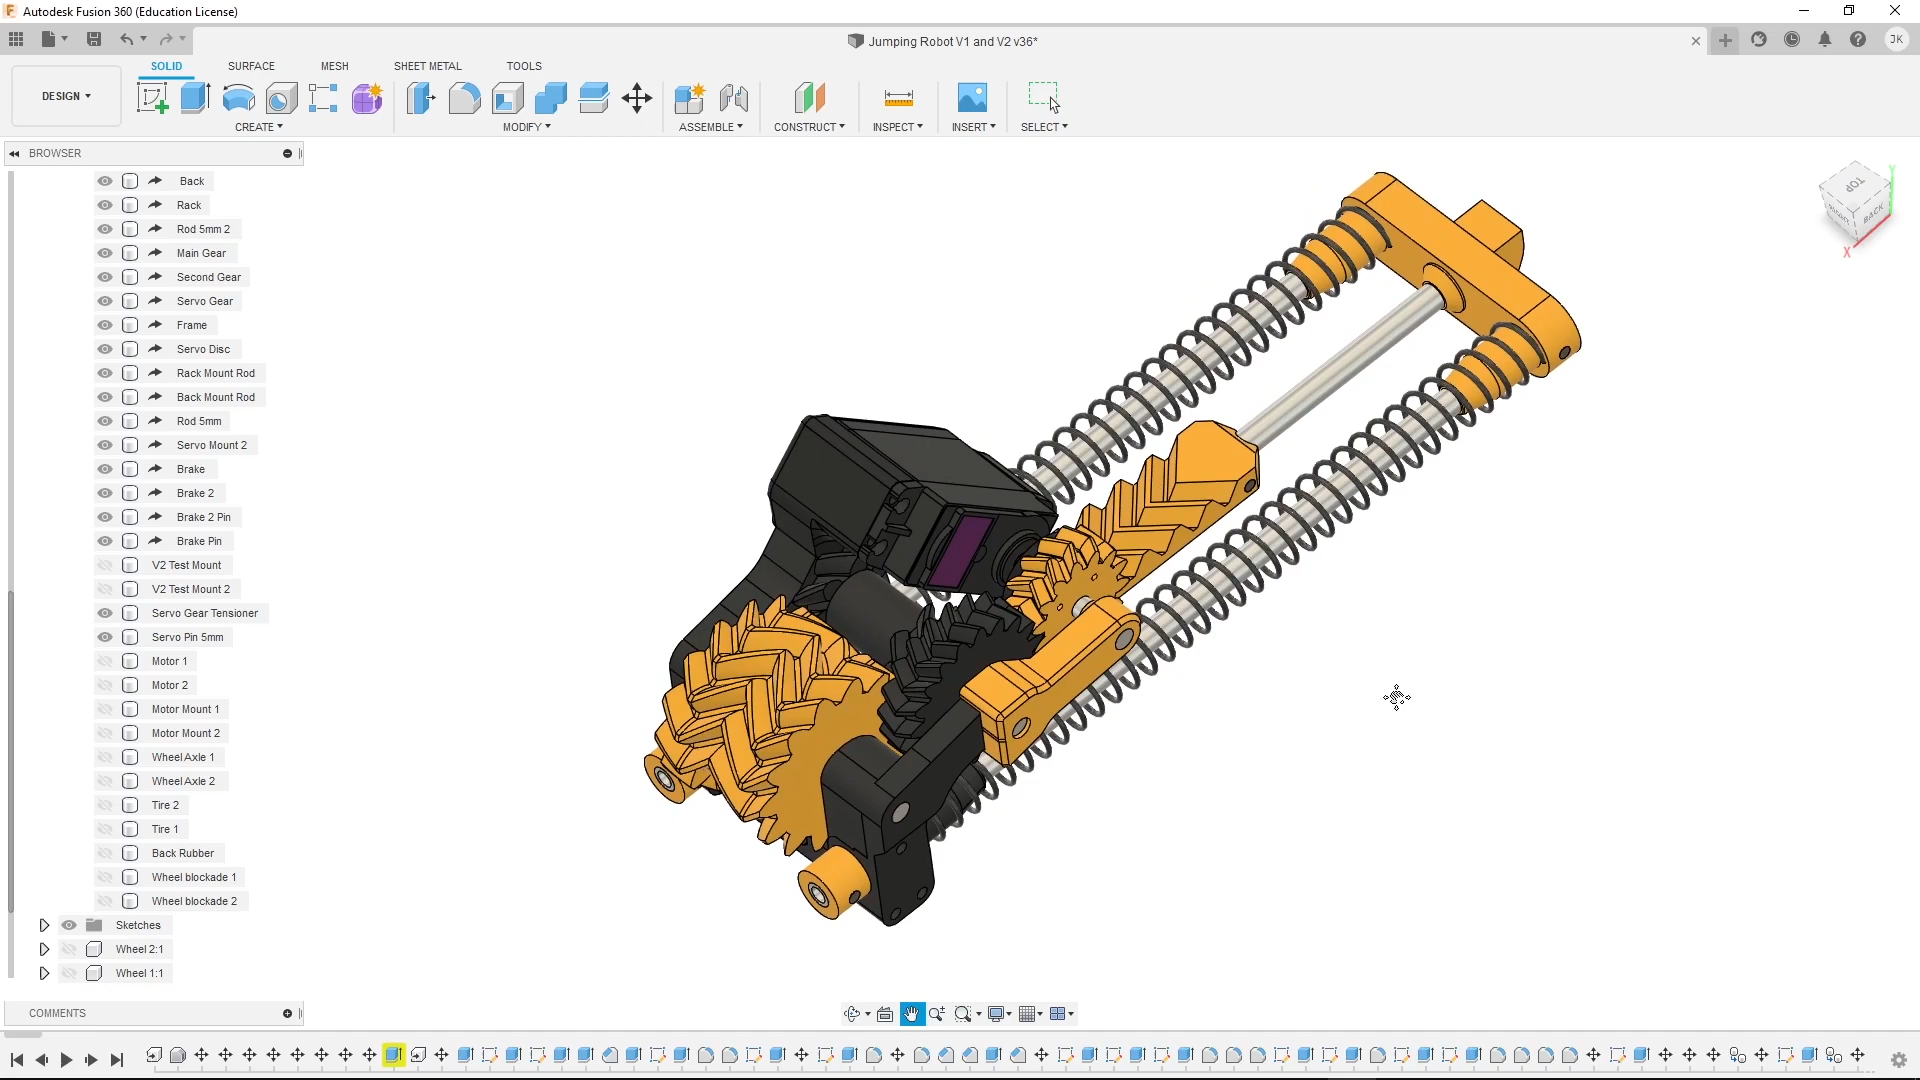 Autodesk Fusion 360 (Education License)
Jumping Robot V1 and V2 v36*
JK
DESIGN
SOLID
SURFACE
MESH
SHEET METAL
TOOLS
CREATE
MODIFY
ASSEMBLE
CONSTRUCT
INSPECT
INSERT
SELECT
BROWSER
Back
Rack
Rod 5mm 2
Main Gear
Second Gear
Servo Gear
Frame
Servo Disc
Rack Mount Rod
Back Mount Rod
Rod 5mm
Servo Mount 2
Brake
Brake 2
Brake 2 Pin
Brake Pin
V2 Test Mount
V2 Test Mount 2
Servo Gear Tensioner
Servo Pin 5mm
Motor 1
Motor 2
Motor Mount 1
Motor Mount 2
Wheel Axle 1
Wheel Axle 2
Tire 2
Tire 1
Back Rubber
Wheel blockade 1
Wheel blockade 2
Sketches
Wheel 2:1
Wheel 1:1
COMMENTS
TOP
BACK
Y
X